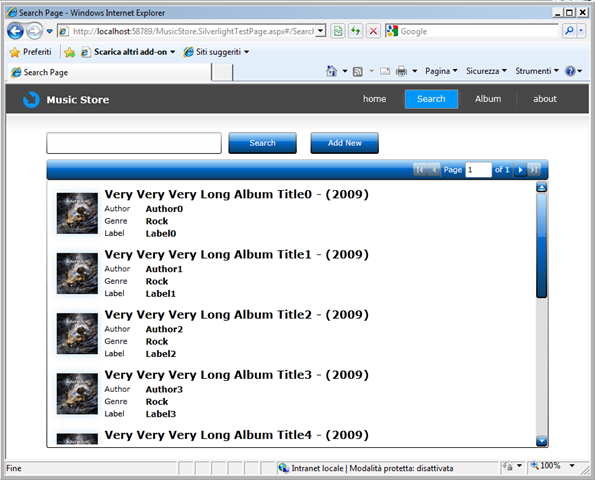 Search Page - Windows Internet Explorer
http://localhost:58789/MusicStore.SilverlightTestPage.aspx#/Search
Google
Preferiti
Scarica altri add-on
Siti suggeriti
Search Page
Pagina
Sicurezza
Strumenti
Music Store
home
Search
Album
about
Search
Add New
Page 1 of 1
Very Very Very Long Album Title0 - (2009)
Author Author0
Genre Rock
Label Label0
Very Very Very Long Album Title1 - (2009)
Author Author1
Genre Rock
Label Label1
Very Very Very Long Album Title2 - (2009)
Author Author2
Genre Rock
Label Label2
Very Very Very Long Album Title3 - (2009)
Author Author3
Genre Rock
Label Label3
Very Very Very Long Album Title4 - (2009)
Fine
Intranet locale | Modalità protetta: disattivata
100%